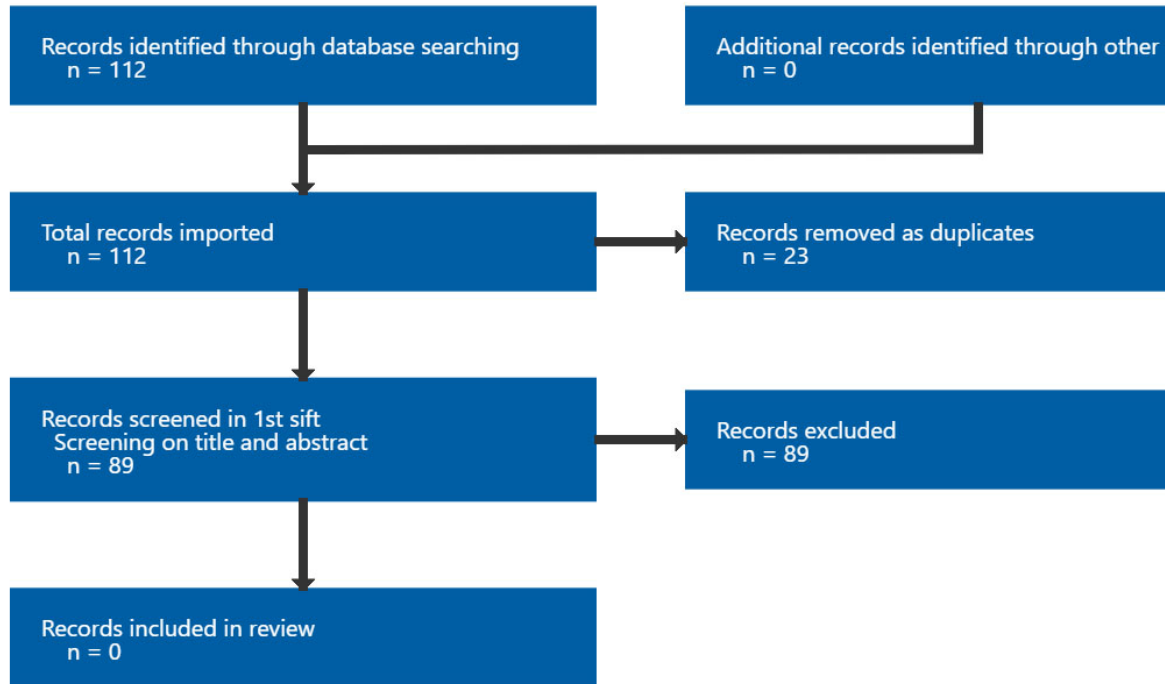 Records identified through database searching
n = 112
Additional records identified through other
n = 0
Total records imported
n = 112
Records removed as duplicates
n = 23
Records screened in 1st sift
Screening on title and abstract
n = 89
Records excluded
n = 89
Records included in review
n = 0